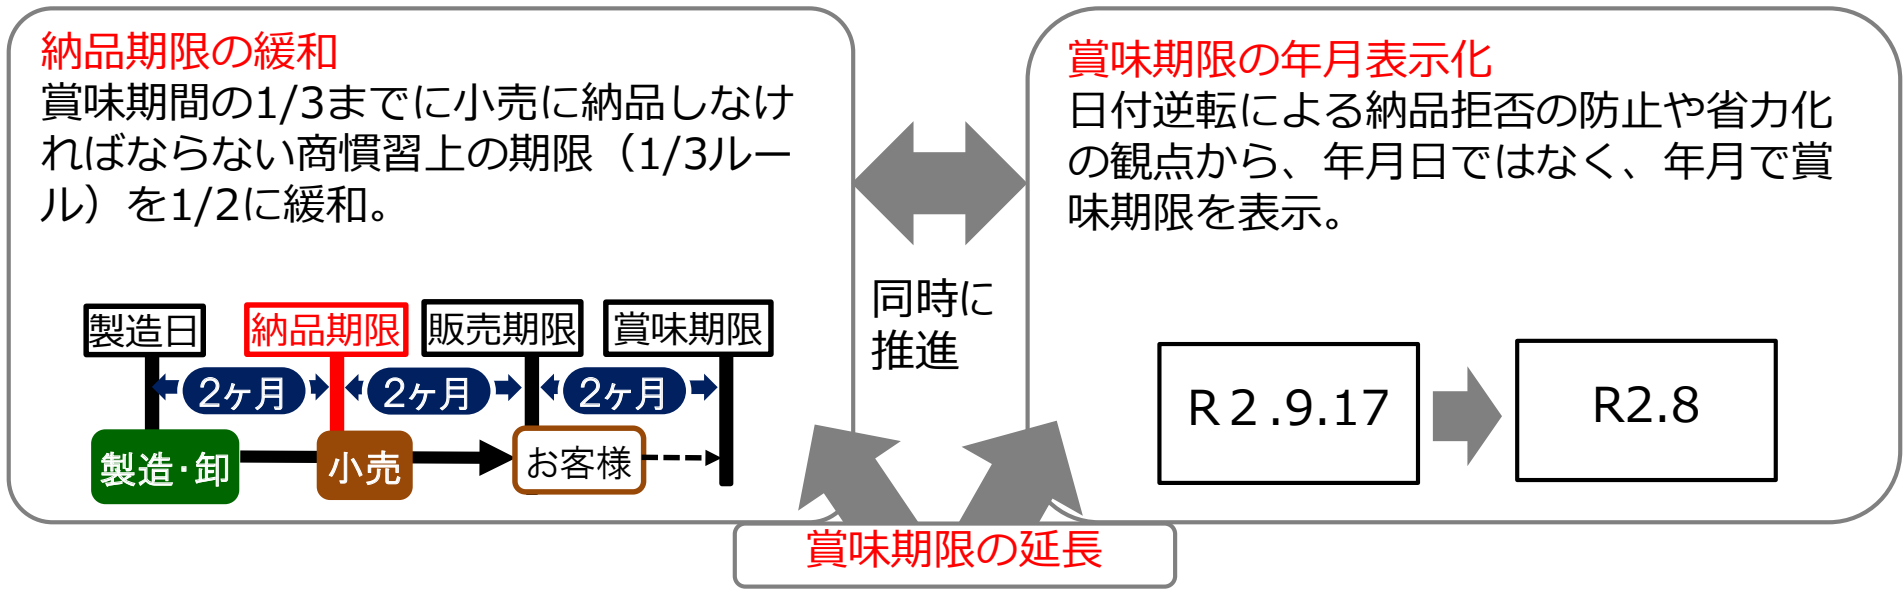 納品期限の緩和
賞味期間の1/3までに小売に納品しなけ
ればならない商慣習上の期限（1/3ルー
ル）を1/2に緩和。
製造日
納品期限
販売期限
賞味期限
2ヶ月
2ヶ月
2ヶ月
製造・卸
小売
お客様
同時に
推進
賞味期限の年月表示化
日付逆転による納品拒否の防止や省力化
の観点から、年月日ではなく、年月で賞
味期限を表示。
R２.9.17
R2.8
賞味期限の延長